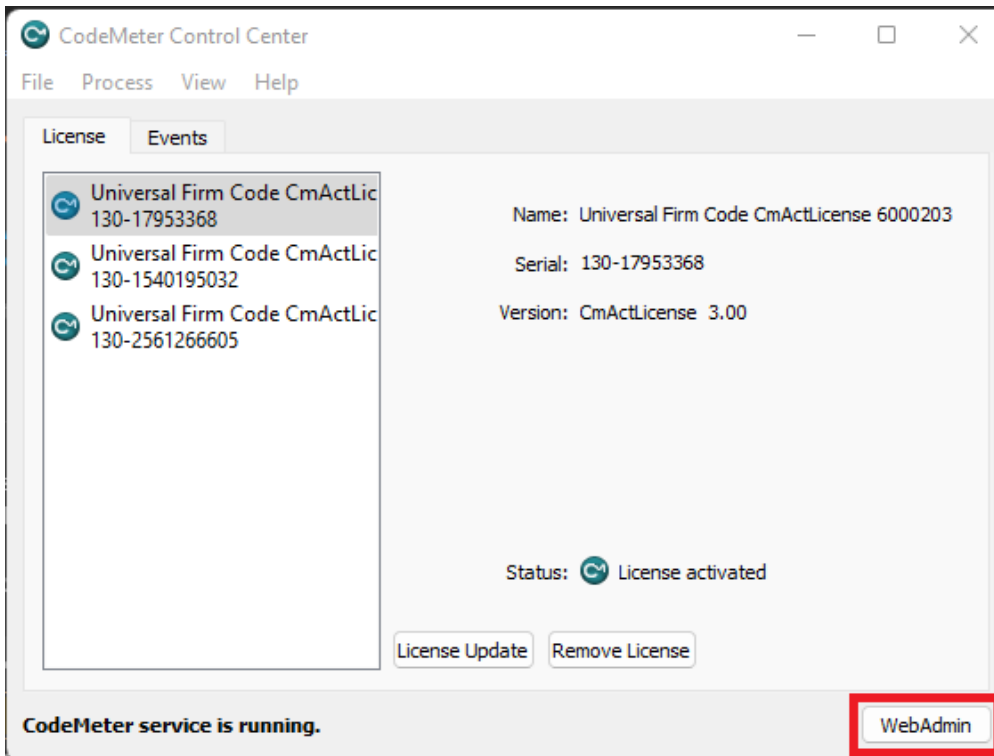 CodeMeter Control Center
File Process View Help
License Events
Universal Firm Code CmActLic
130-17953368
Universal Firm Code CmActLic
130-1540195032
Universal Firm Code CmActLic
130-2561266605
Name: Universal Firm Code CmActLicense 6000203
Serial: 130-17953368
Version: CmActLicense 3.00
Status: License activated
License Update Remove License
CodeMeter service is running.
WebAdmin